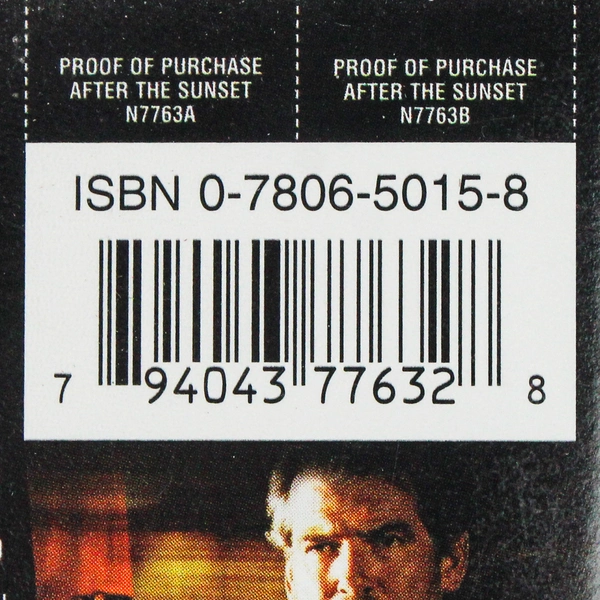 PROOF OF PURCHASE
AFTER THE SUNSET
N7763A
PROOF OF PURCHASE
AFTER THE SUNSET
N7763B
ISBN 0-7806-5015-8
7 94043 77632 8